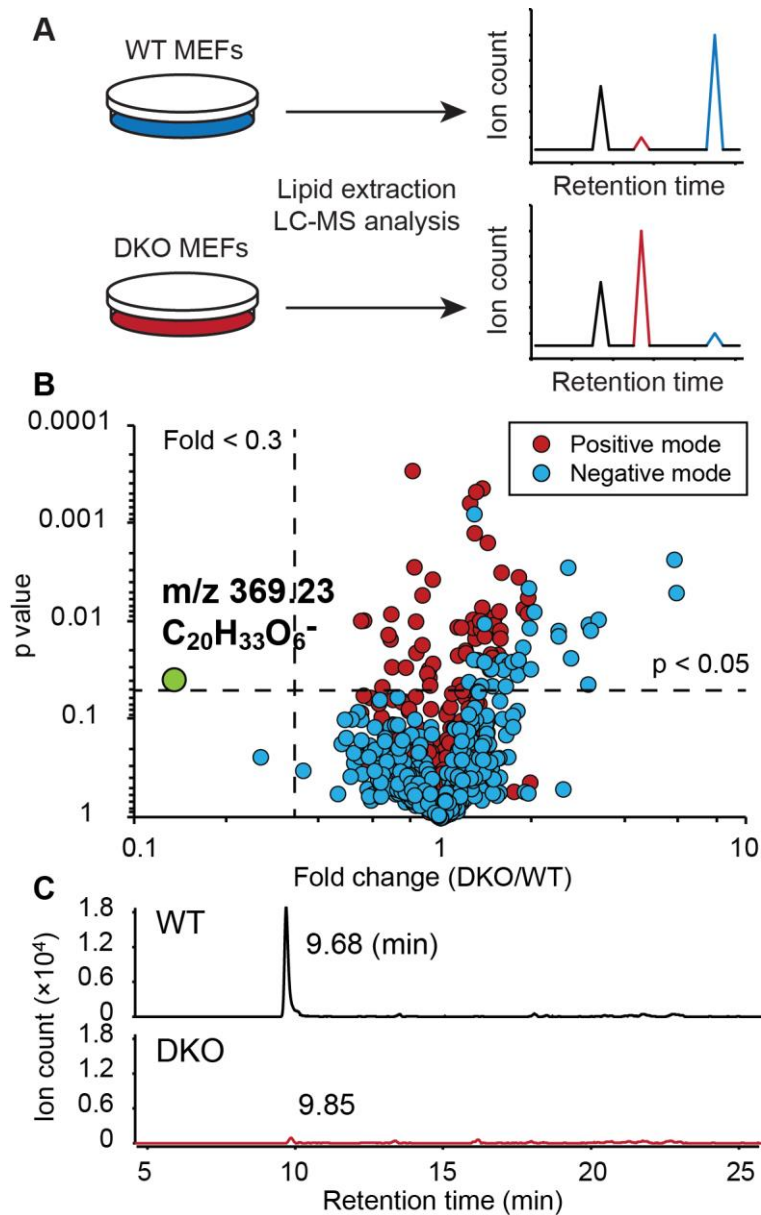 A
WT MEFs
Ion count
Retention time
Lipid extraction
LC-MS analysis
DKO MEFs
Ion count
Retention time
B
0.0001
0.001
0.01
0.1
1
p value
Fold < 0.3
Positive mode
Negative mode
m/z 369.23
C₂₀H₃₃O₆-
p < 0.05
0.1
1
10
Fold change (DKO/WT)
C
Ion count (×10⁴)
1.8
1.2
0.6
0
WT
9.68 (min)
1.8
1.2
0.6
0
DKO
9.85
5
10
15
20
25
Retention time (min)